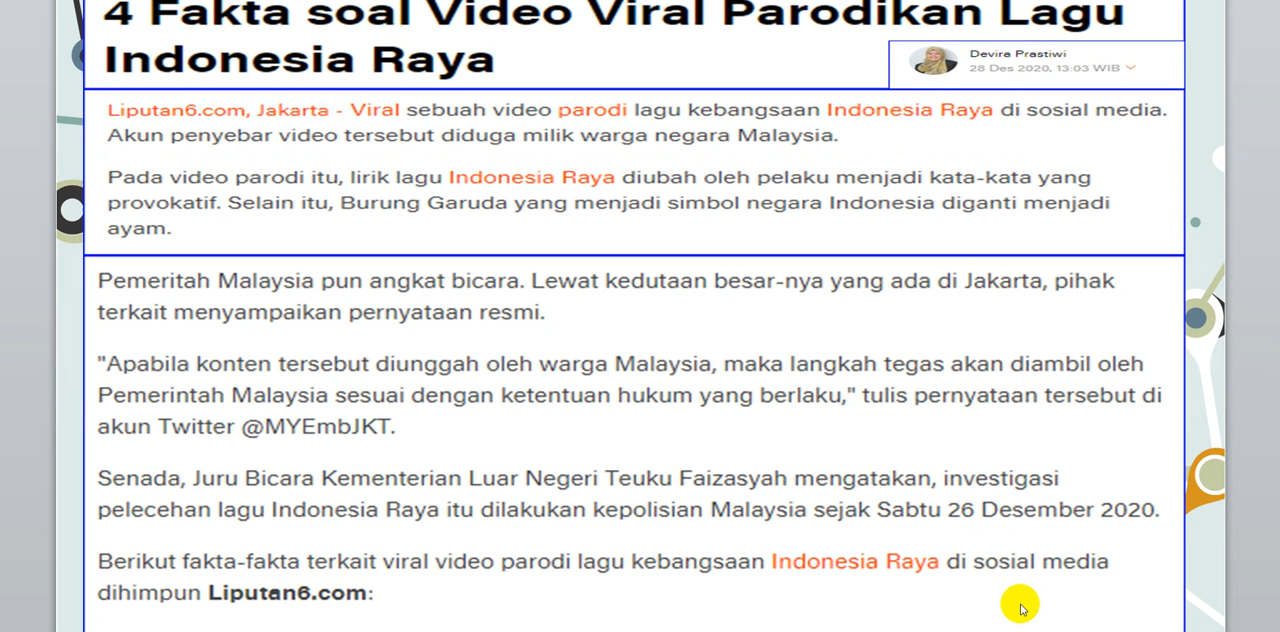 4 Fakta soal Video Viral Parodikan Lagu
Indonesia Raya
Devira Prastiwi
28 Des 2020, 13:03 WIB
Liputan6.com, Jakarta - Viral sebuah video parodi lagu kebangsaan Indonesia Raya di sosial media.
Akun penyebar video tersebut diduga milik warga negara Malaysia.
Pada video parodi itu, lirik lagu Indonesia Raya diubah oleh pelaku menjadi kata-kata yang
provokatif. Selain itu, Burung Garuda yang menjadi simbol negara Indonesia diganti menjadi
ayam.
Pemeritah Malaysia pun angkat bicara. Lewat kedutaan besar-nya yang ada di Jakarta, pihak
terkait menyampaikan pernyataan resmi.
"Apabila konten tersebut diunggah oleh warga Malaysia, maka langkah tegas akan diambil oleh
Pemerintah Malaysia sesuai dengan ketentuan hukum yang berlaku," tulis pernyataan tersebut di
akun Twitter @MYEmbJKT.
Senada, Juru Bicara Kementerian Luar Negeri Teuku Faizasyah mengatakan, investigasi
pelecehan lagu Indonesia Raya itu dilakukan kepolisian Malaysia sejak Sabtu 26 Desember 2020.
Berikut fakta-fakta terkait viral video parodi lagu kebangsaan Indonesia Raya di sosial media
dihimpun Liputan6.com: